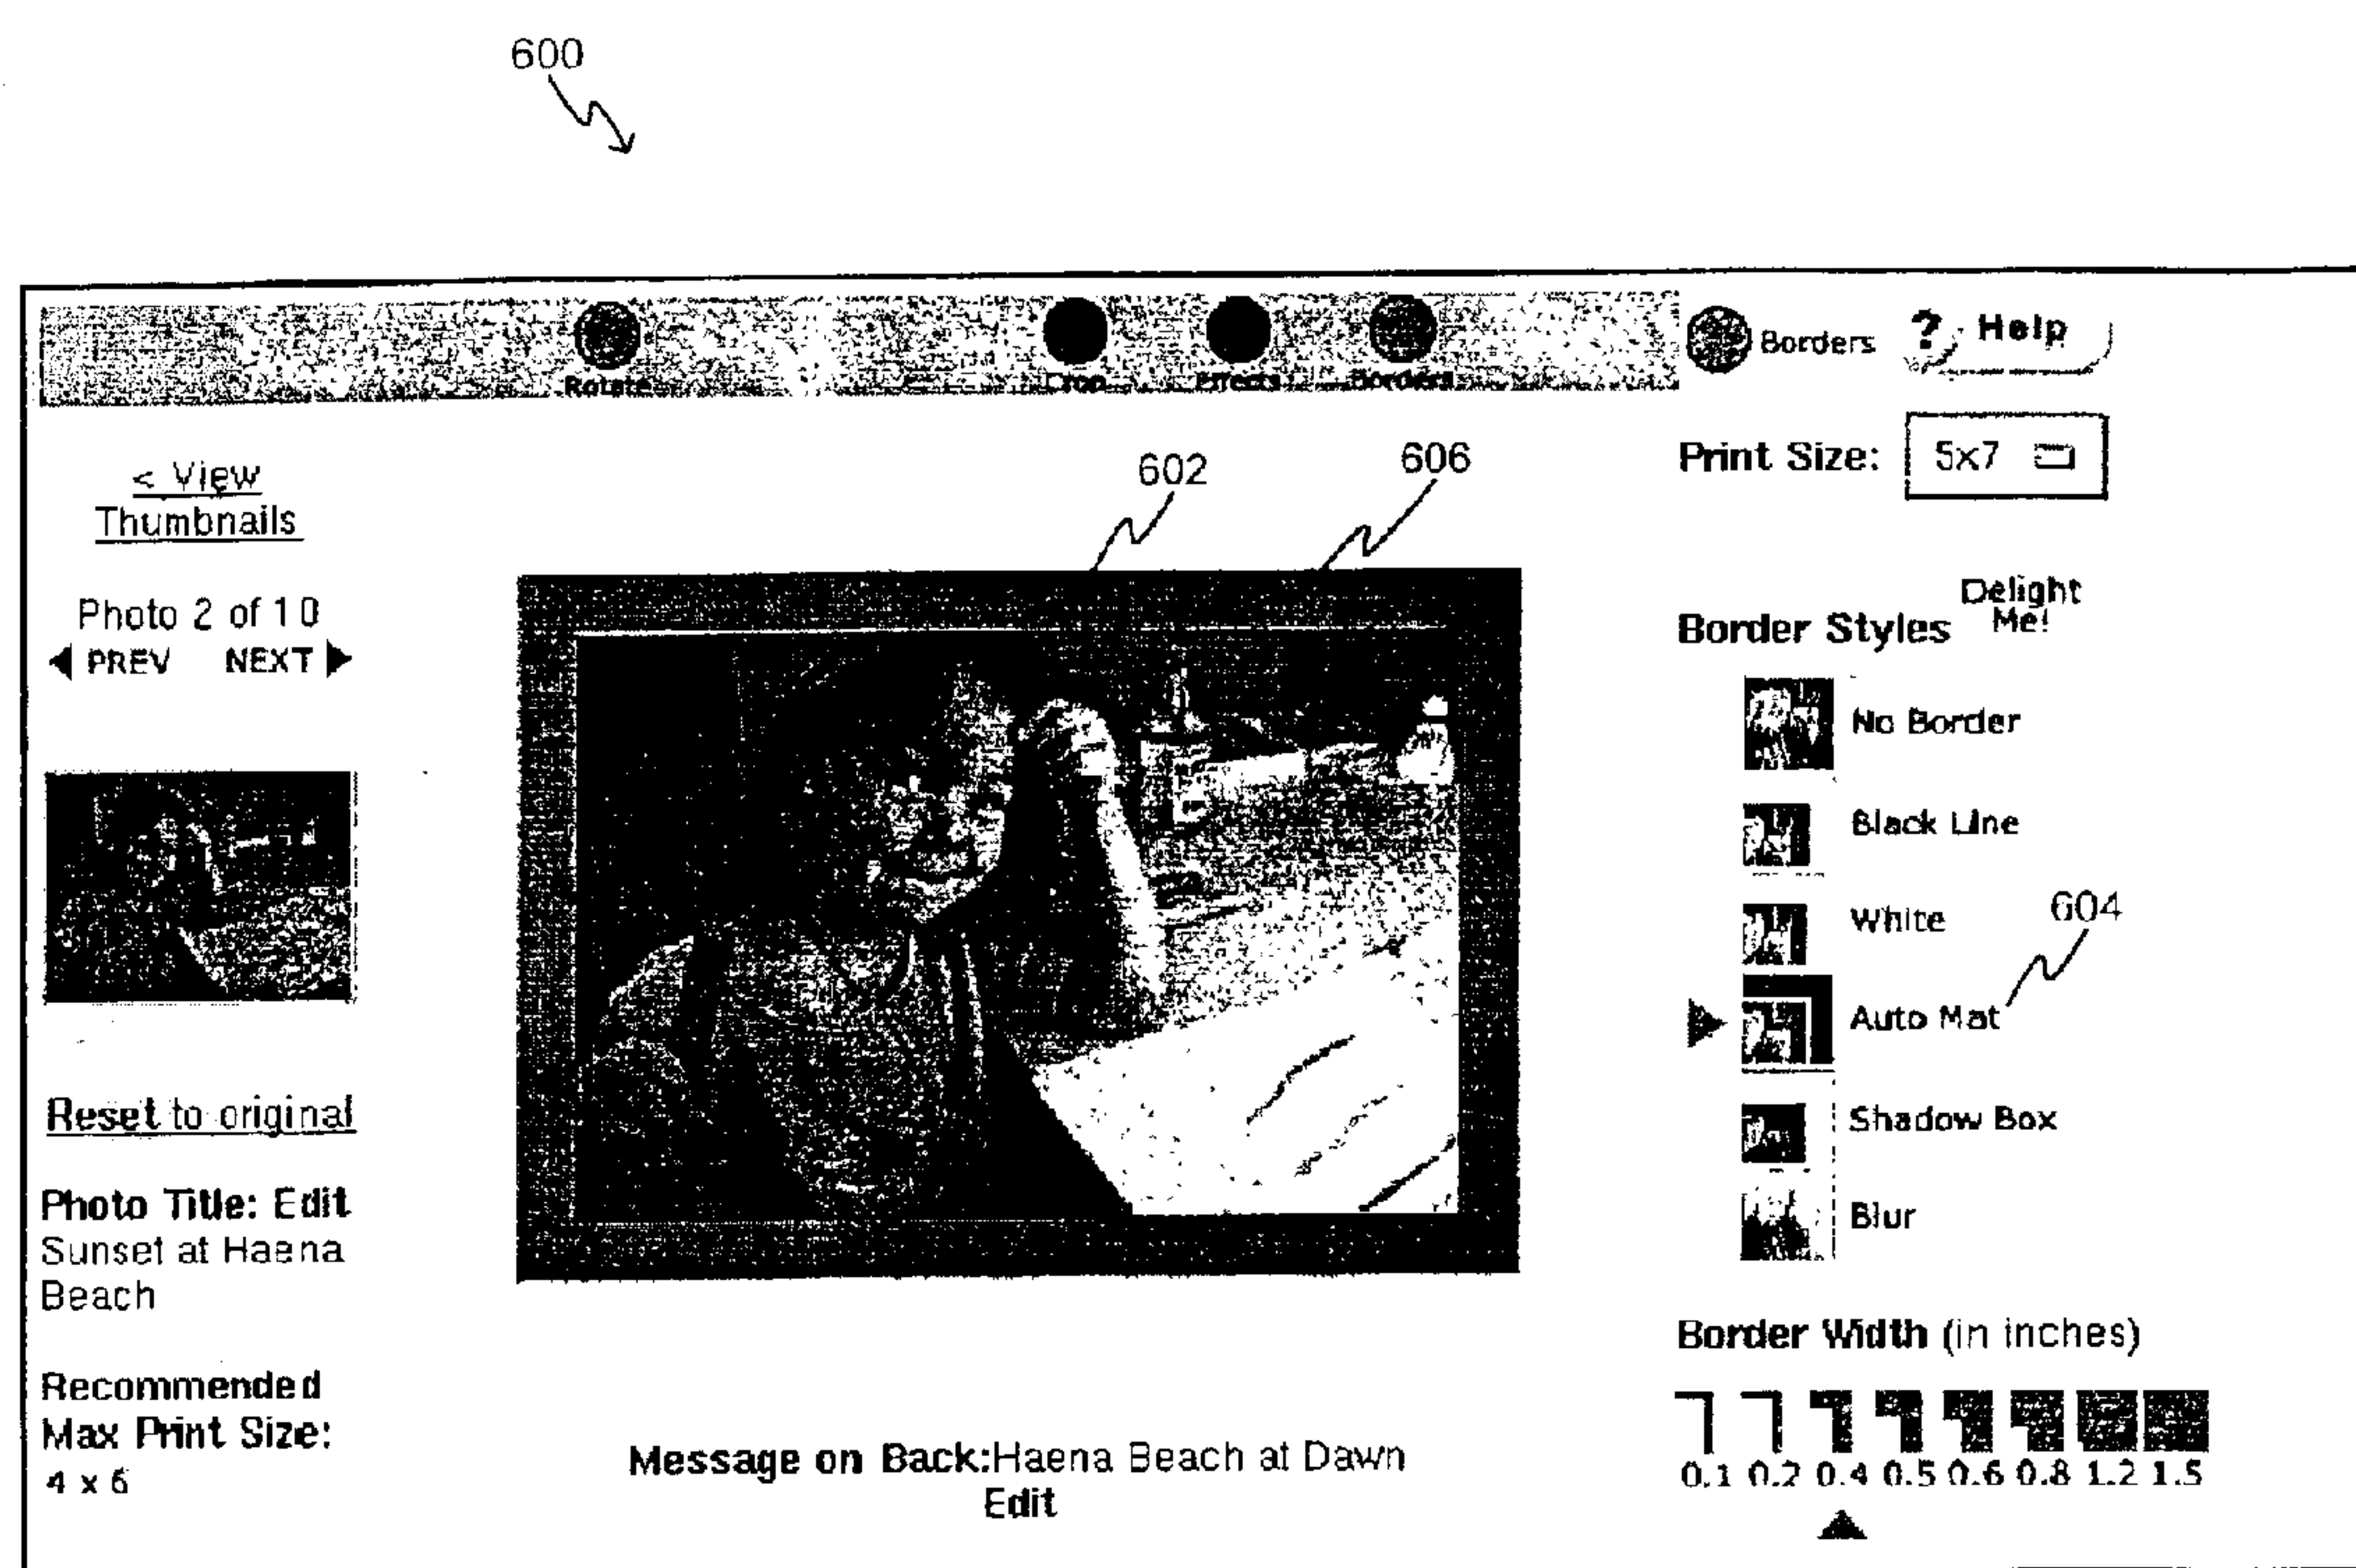 600
Rotate
Crop
Effects
Borders
Borders
? Help
Print Size: 5x7
< View
Thumbnails
Photo 2 of 10
PREV NEXT
602
606
Delight
Me!
Border Styles
No Border
Black Line
White
604
Auto Mat
Shadow Box
Blur
Reset to original
Photo Title: Edit
Sunset at Haena
Beach
Recommended
Max Print Size:
4 x 6
Message on Back:Haena Beach at Dawn
Edit
Border Width (in inches)
0.1 0.2 0.4 0.5 0.6 0.8 1.2 1.5